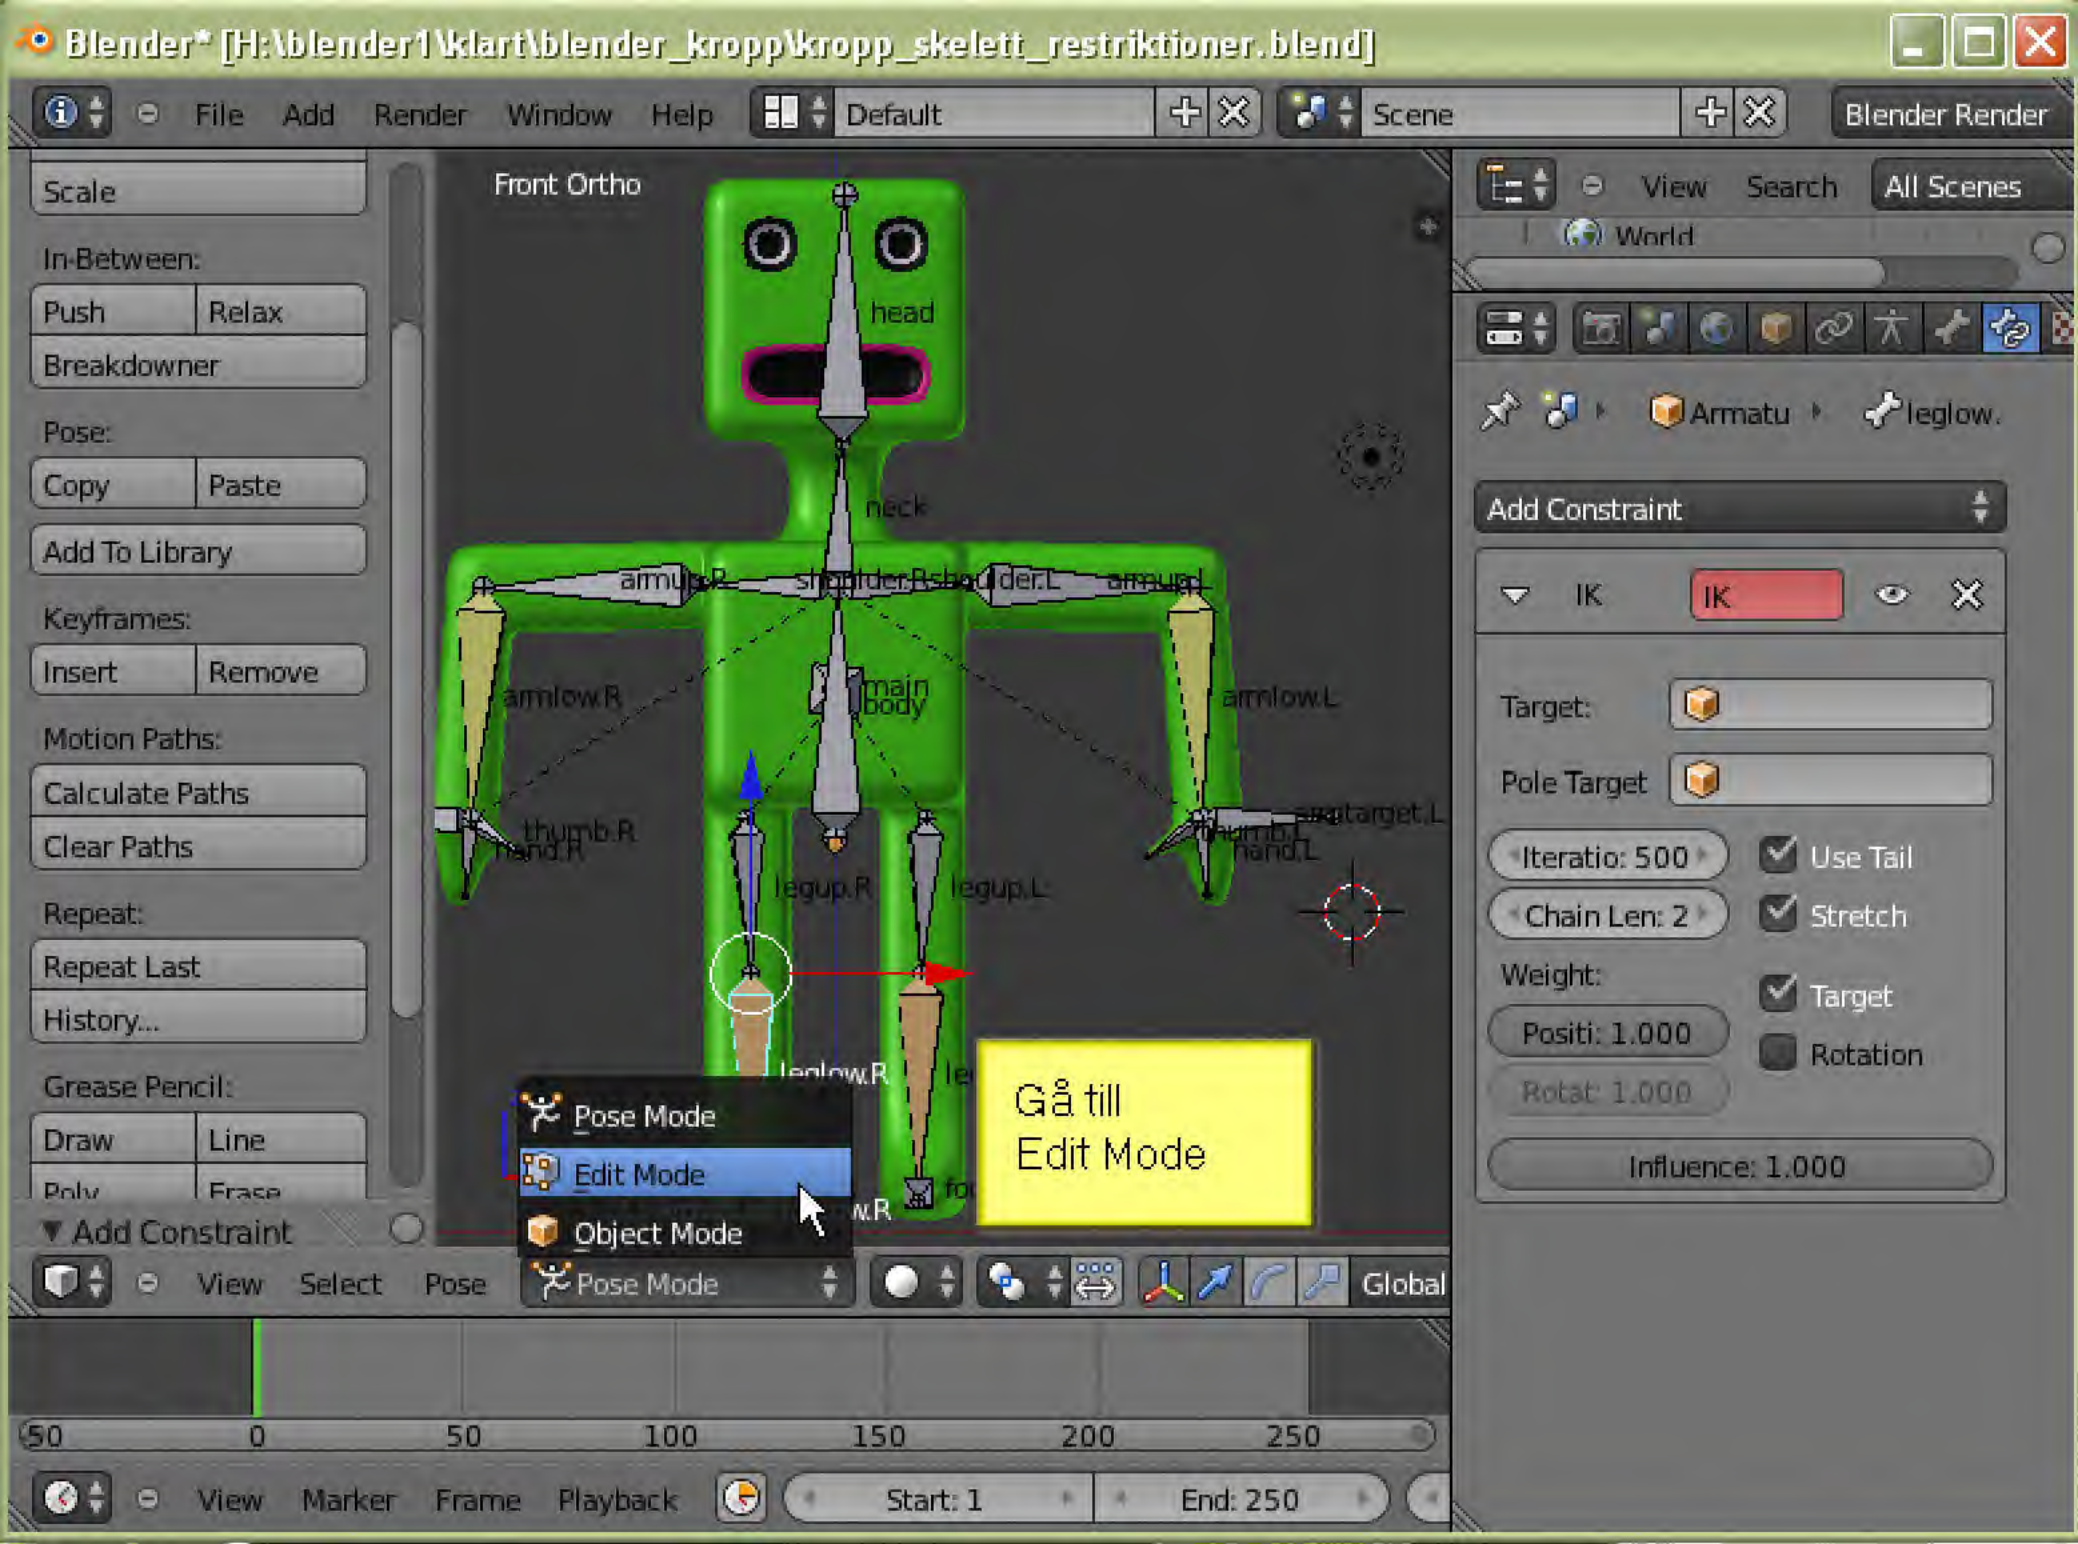 Blender* [H:\blender1\klart\blender_kropp\kropp_skelett_restriktioner.blend]
File Add Render Window Help Default Scene Blender Render
Scale
In-Between:
Push Relax
Breakdowner
Pose:
Copy Paste
Add To Library
Keyframes:
Insert Remove
Motion Paths:
Calculate Paths
Clear Paths
Repeat:
Repeat Last
History...
Grease Pencil:
Draw Line
Poly Erase
Add Constraint
Front Ortho
head
neck
armup.R shoulder.R shoulder.L armup.L
armlow.R main armlow.L
body
thumb.R
hand.R thumb.L
hand.L
legup.R legup.L
leglow.R
Pose Mode
Edit Mode
Object Mode
Gå till
Edit Mode
View Select Pose Pose Mode Global
View Search All Scenes
World
Armatu leglow.
Add Constraint
IK IK
Target:
Pole Target
Iteratio: 500 Use Tail
Chain Len: 2 Stretch
Weight:
Target
Positi: 1.000
Rotation
Rotat: 1.000
Influence: 1.000
0 50 100 150 200 250
View Marker Frame Playback Start: 1 End: 250